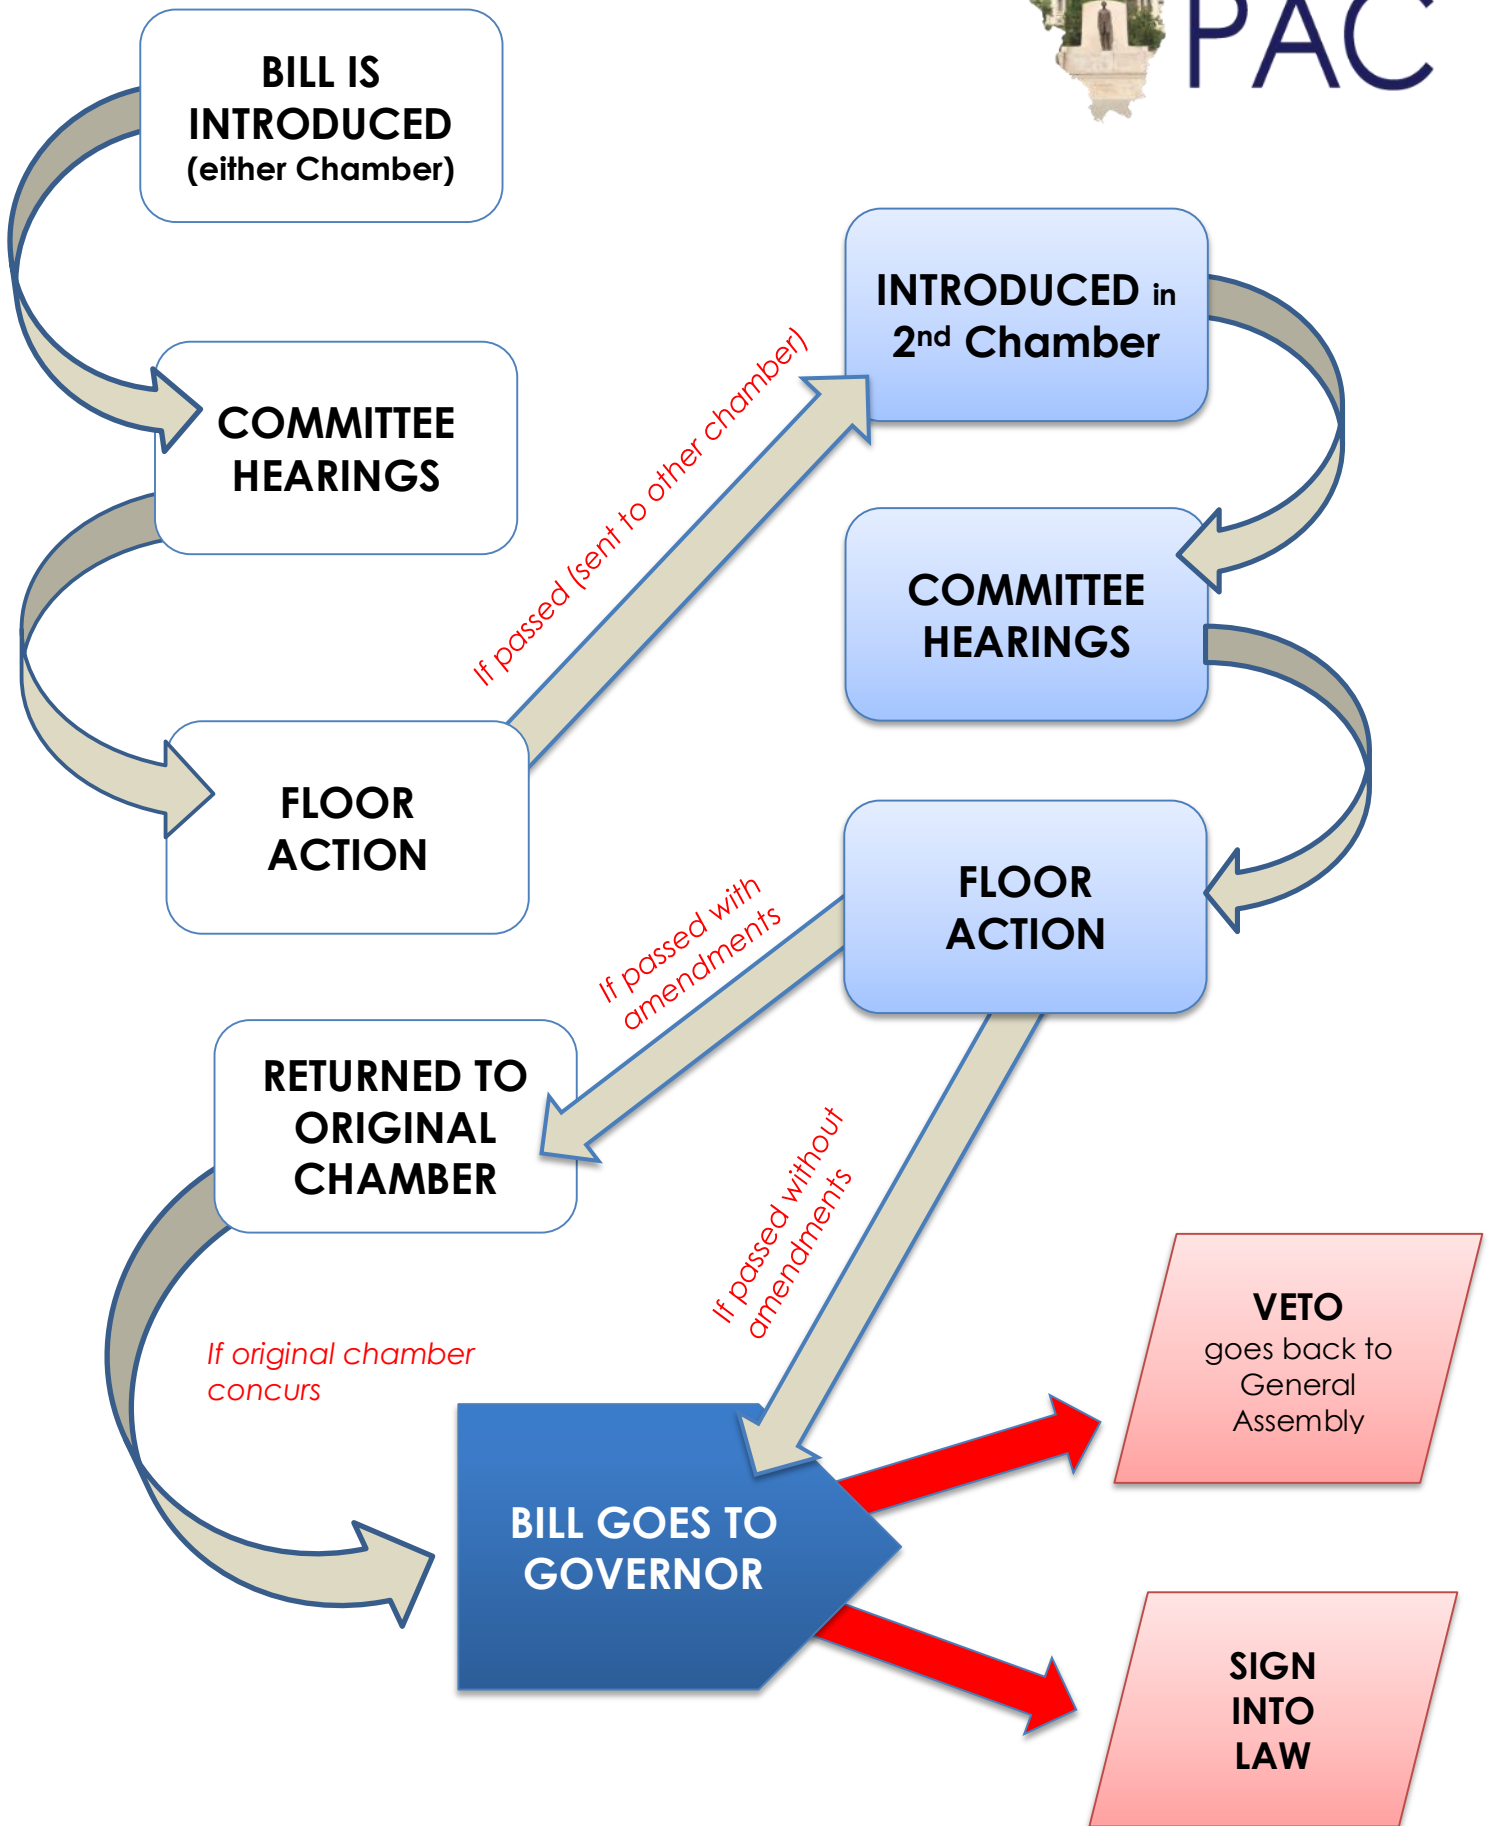 PAC
BILL IS
INTRODUCED
(either Chamber)
COMMITTEE
HEARINGS
FLOOR
ACTION
If passed (sent to other chamber)
INTRODUCED in
2nd Chamber
COMMITTEE
HEARINGS
FLOOR
ACTION
If passed with
amendments
RETURNED TO
ORIGINAL
CHAMBER
If original chamber
concurs
If passed without
amendments
BILL GOES TO
GOVERNOR
VETO
goes back to
General
Assembly
SIGN
INTO
LAW